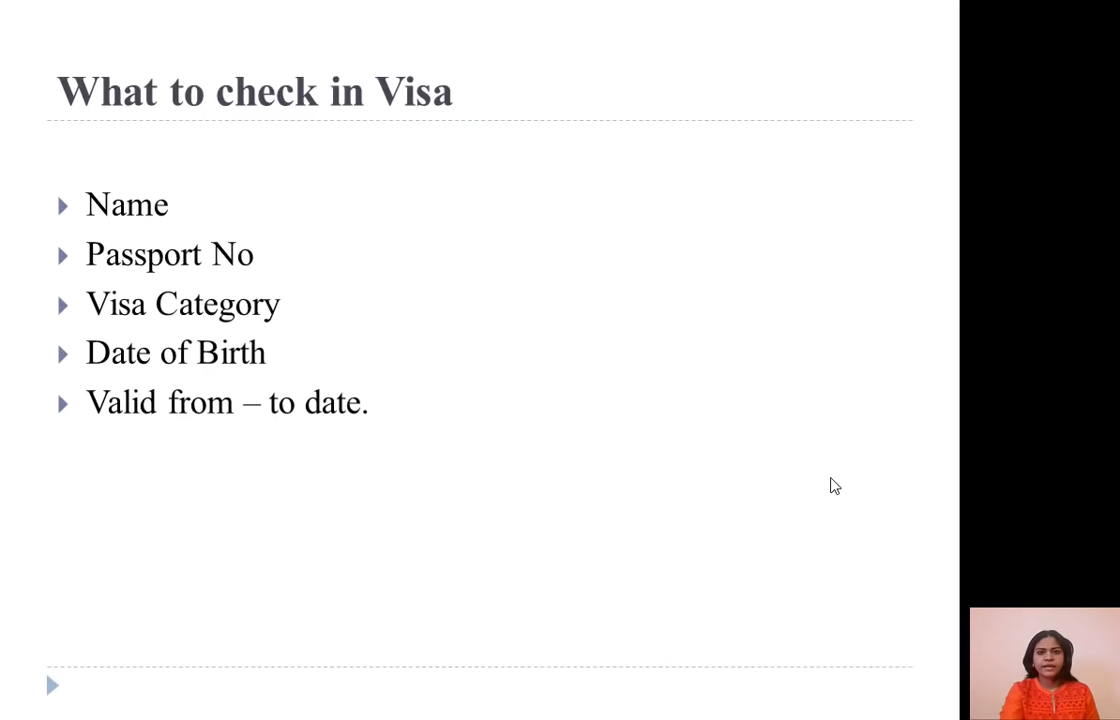 What to check in Visa
Name
Passport No
Visa Category
Date of Birth
Valid from – to date.